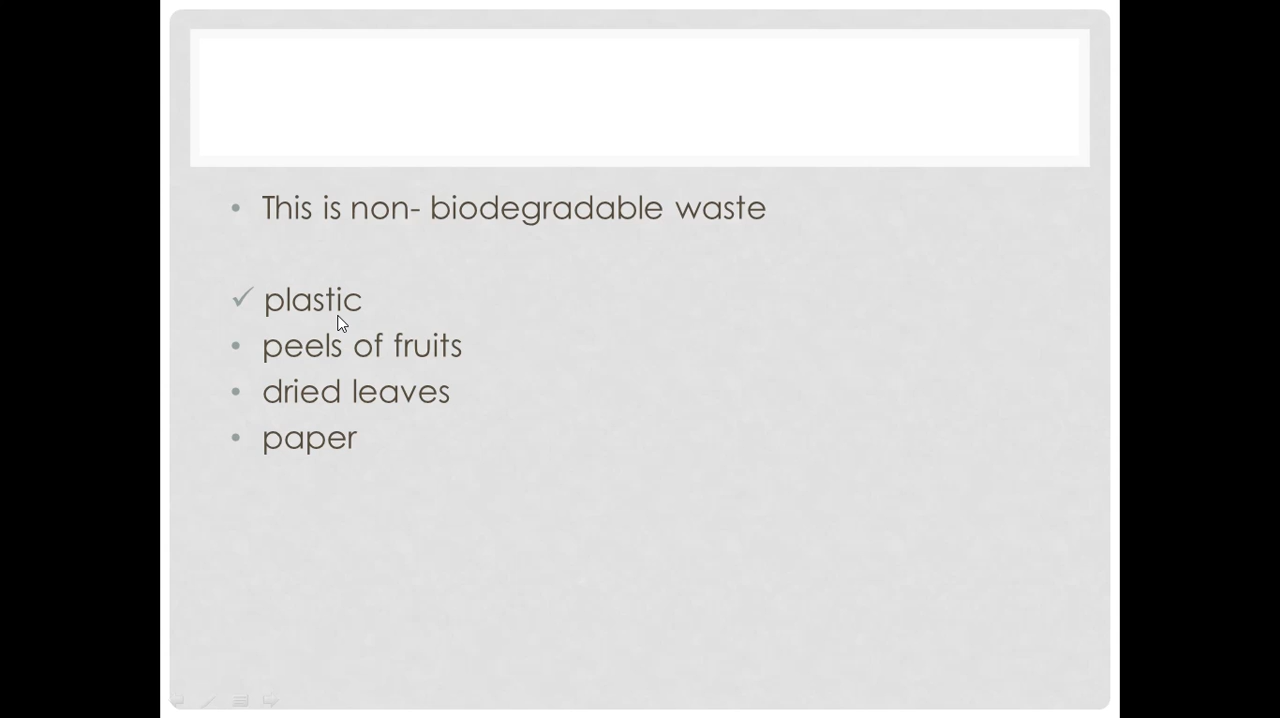 This is non- biodegradable waste
plastic
peels of fruits
dried leaves
paper